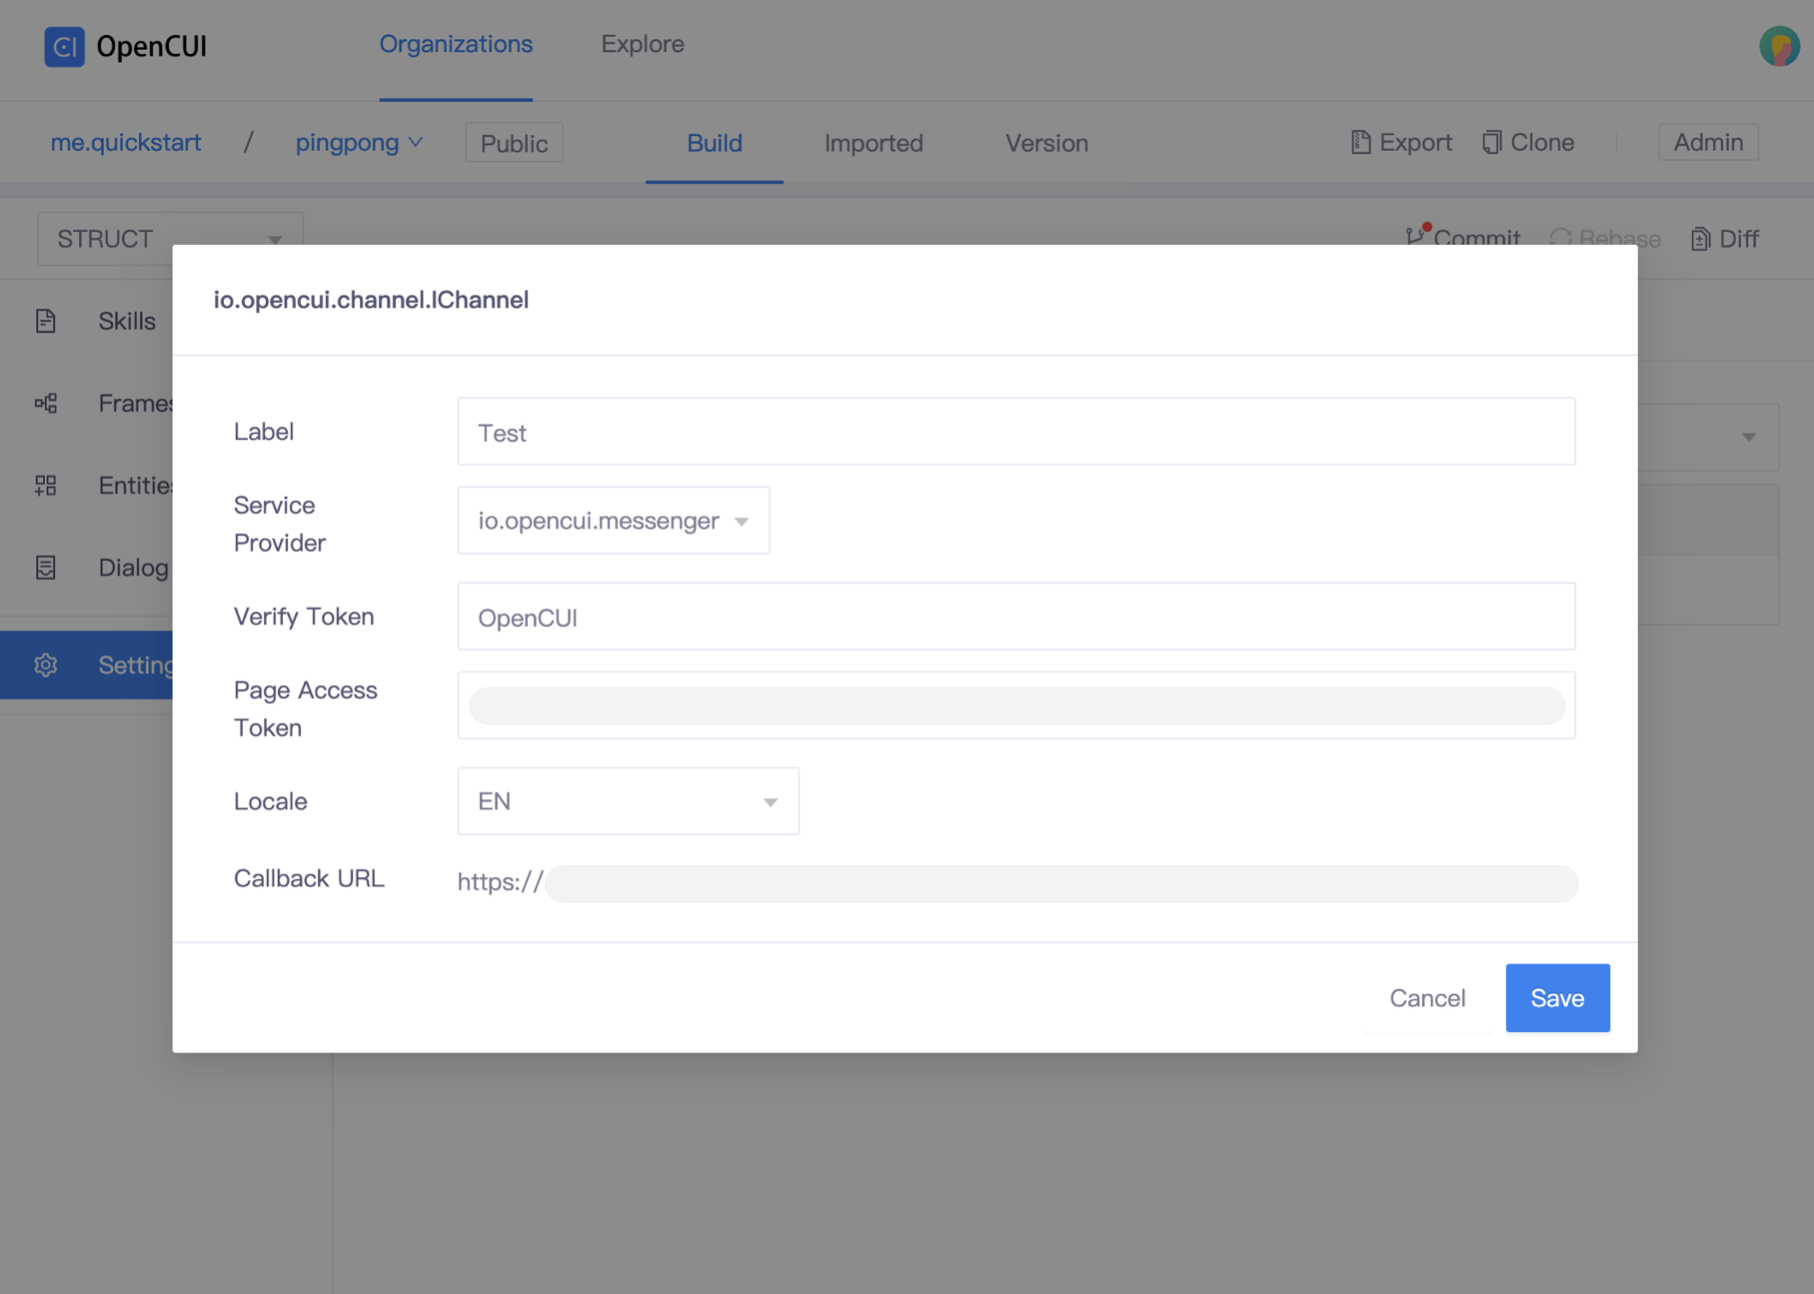 OpenCUI
Organizations
Explore
me.quickstart / pingpong
Public
Build
Imported
Version
Export
Clone
Admin
STRUCT
Commit
Rebase
Diff
Skills
Frames
Entities
Dialog
Setting
io.opencui.channel.IChannel
Label
Test
Service
Provider
io.opencui.messenger
Verify Token
OpenCUI
Page Access
Token
Locale
EN
Callback URL
https://
Cancel
Save